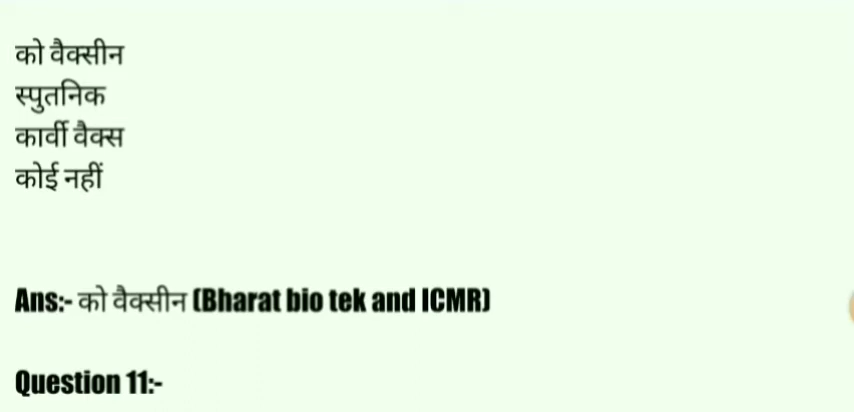 को वैक्सीन
स्पुतनिक
कार्वी वैक्स
कोई नहीं
Ans:- को वैक्सीन (Bharat bio tek and ICMR)
Question 11:-